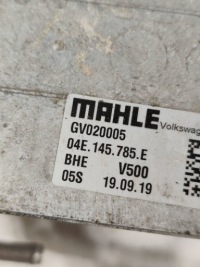 MAHLE Volkswag
GV020005
04E.145.785.E
BHE V500
05S 19.09.19